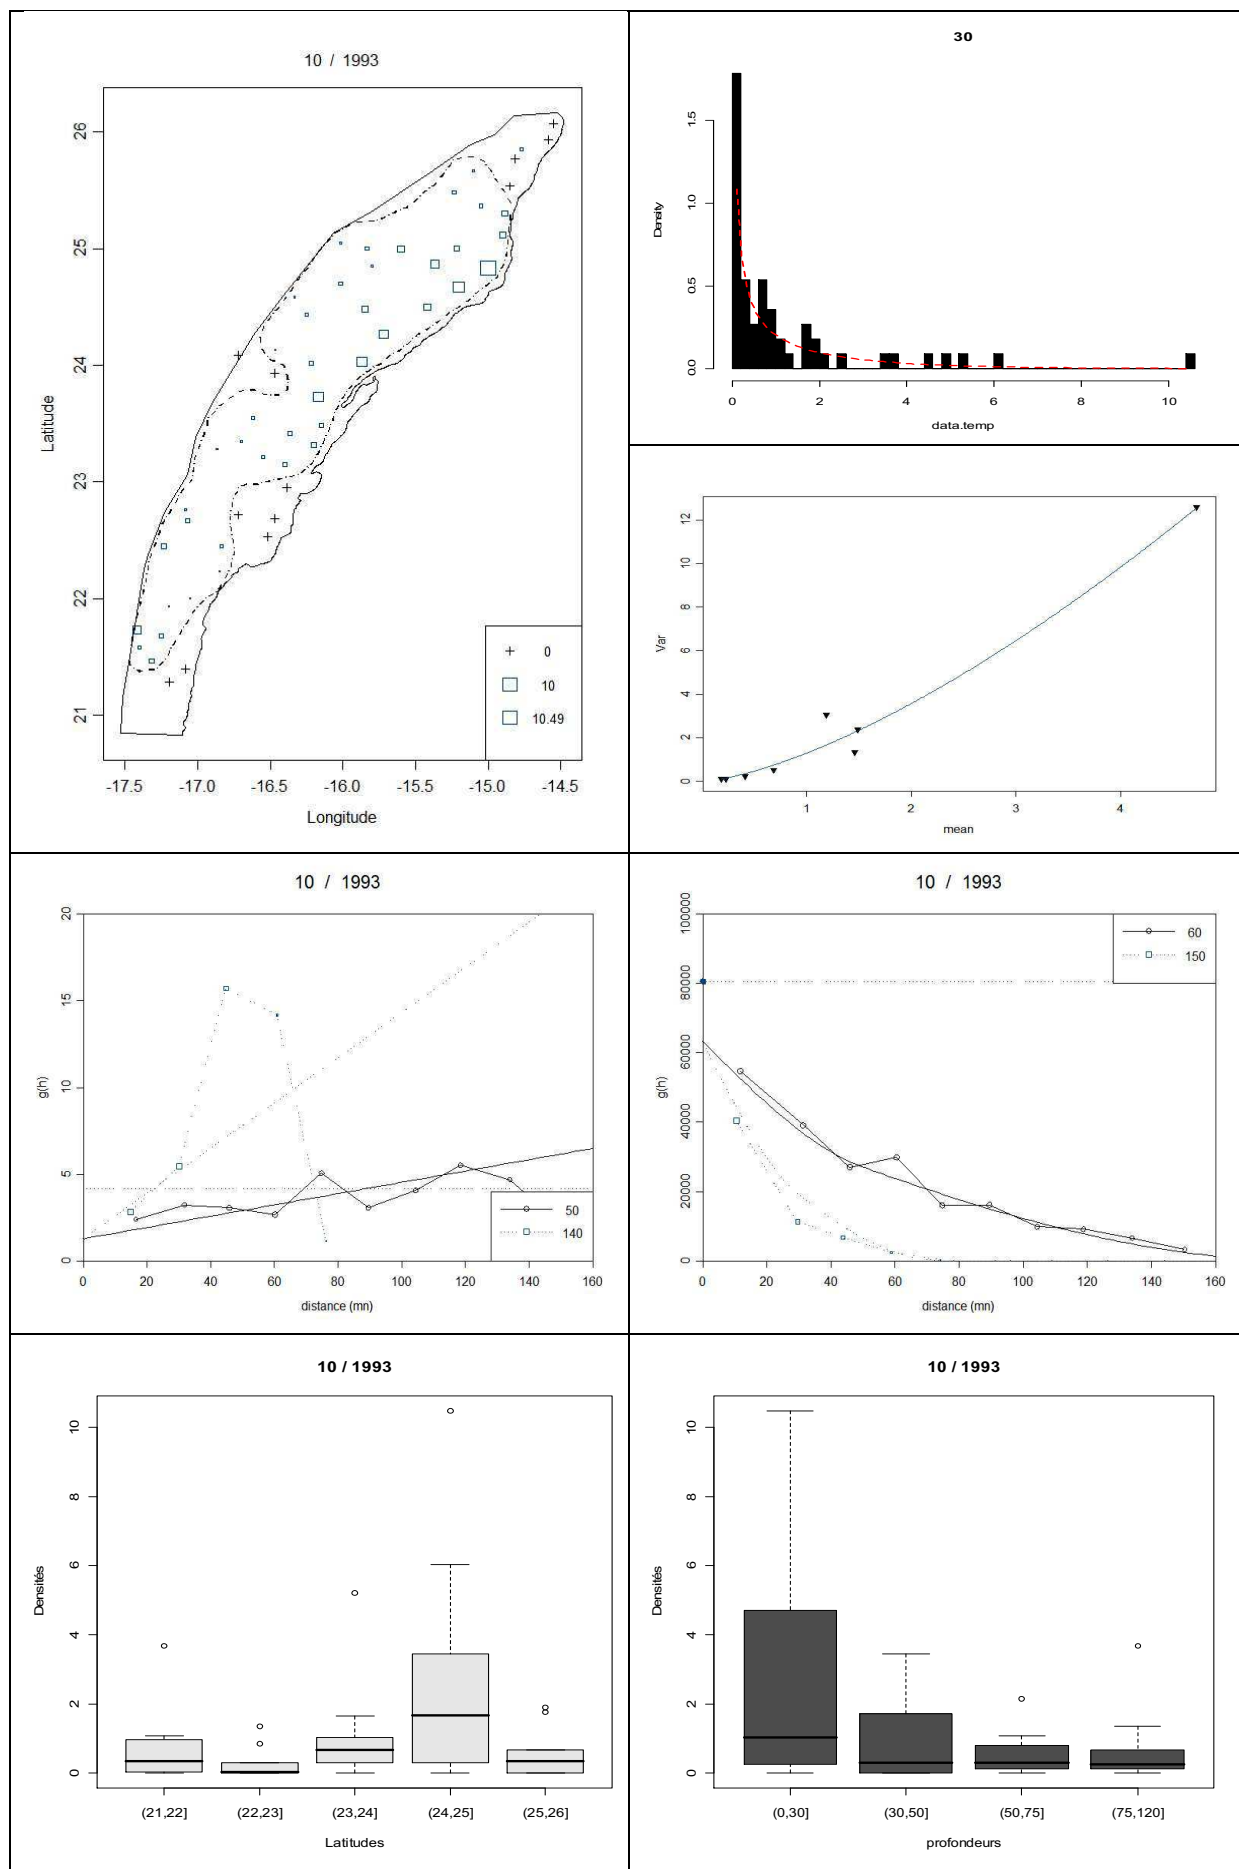 10 / 1993
26
25
24
23
22
21
Latitude
0
10
10.49
-17.5 -17.0 -16.5 -16.0 -15.5 -15.0 -14.5
Longitude
30
1.5
1.0
0.5
0.0
Density
0 2 4 6 8 10
data.temp
12
10
8
6
4
2
0
Var
1 2 3 4
mean
10 / 1993
20
15
10
5
0
g(h)
50
140
0 20 40 60 80 100 120 140 160
distance (mn)
10 / 1993
100000
80000
60000
40000
20000
0
g(h)
60
150
0 20 40 60 80 100 120 140 160
distance (mn)
10 / 1993
10
8
6
4
2
0
Densités
(21,22] (22,23] (23,24] (24,25] (25,26]
Latitudes
10 / 1993
10
8
6
4
2
0
Densités
(0,30] (30,50] (50,75] (75,120]
profondeurs